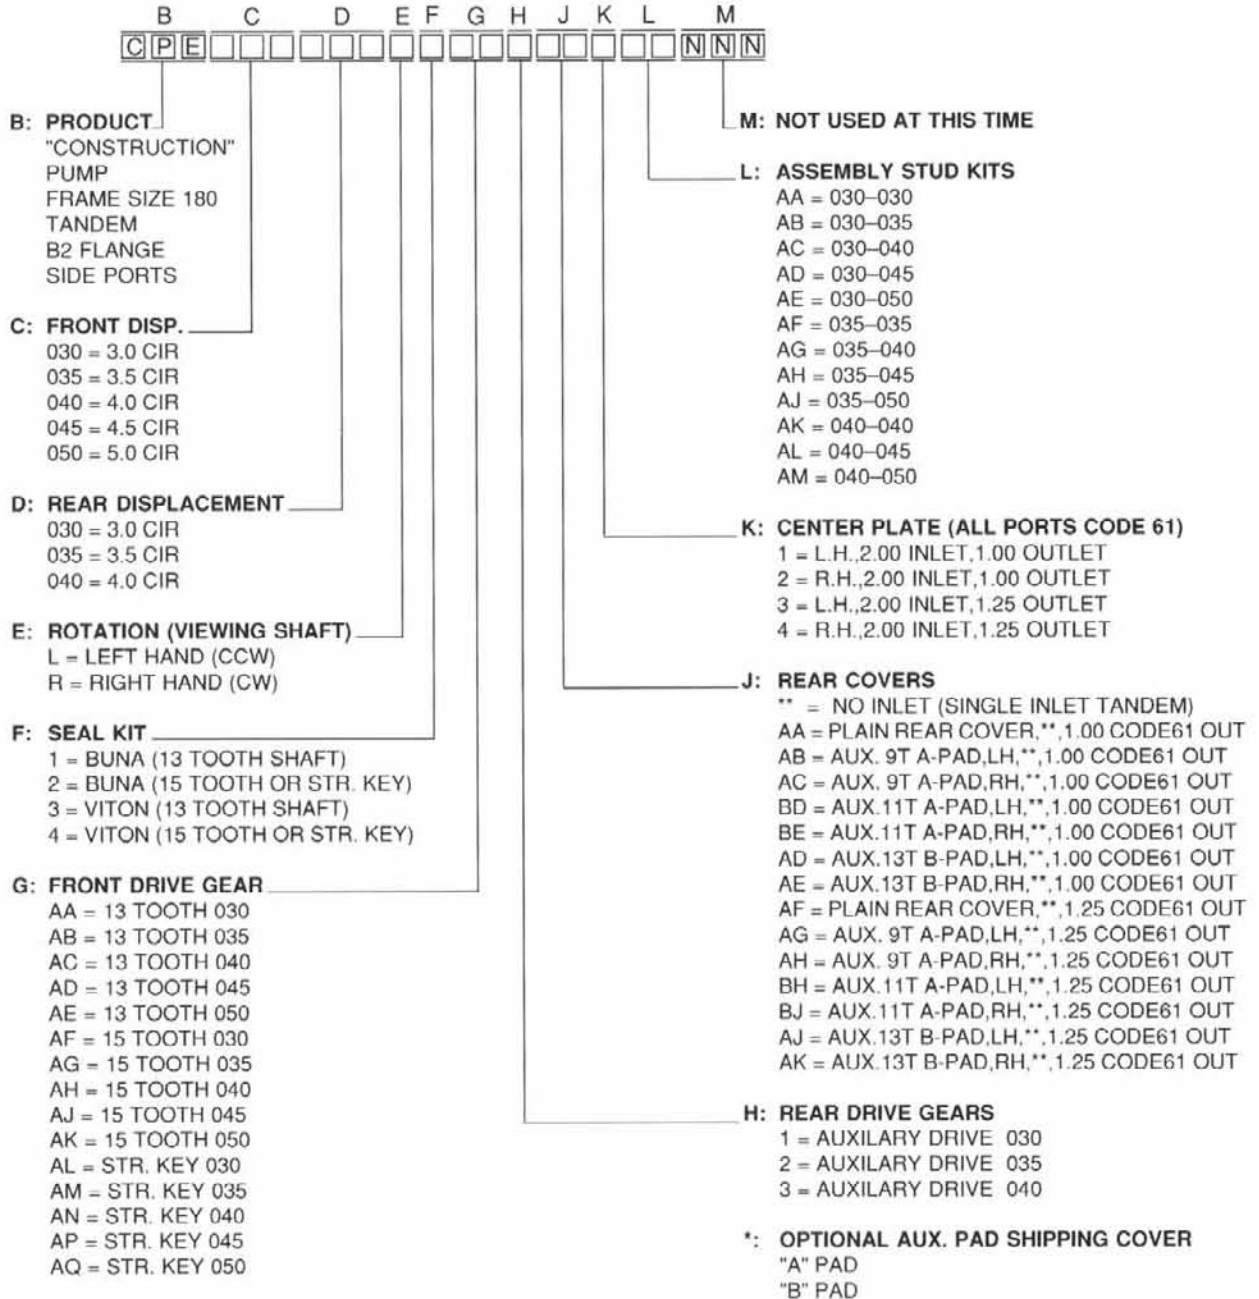 B C D E F G H J K L M
C P E N N N
B: PRODUCT
"CONSTRUCTION"
PUMP
FRAME SIZE 180
TANDEM
B2 FLANGE
SIDE PORTS
C: FRONT DISP.
030 = 3.0 CIR
035 = 3.5 CIR
040 = 4.0 CIR
045 = 4.5 CIR
050 = 5.0 CIR
D: REAR DISPLACEMENT
030 = 3.0 CIR
035 = 3.5 CIR
040 = 4.0 CIR
E: ROTATION (VIEWING SHAFT)
L = LEFT HAND (CCW)
R = RIGHT HAND (CW)
F: SEAL KIT
1 = BUNA (13 TOOTH SHAFT)
2 = BUNA (15 TOOTH OR STR. KEY)
3 = VITON (13 TOOTH SHAFT)
4 = VITON (15 TOOTH OR STR. KEY)
G: FRONT DRIVE GEAR
AA = 13 TOOTH 030
AB = 13 TOOTH 035
AC = 13 TOOTH 040
AD = 13 TOOTH 045
AE = 13 TOOTH 050
AF = 15 TOOTH 030
AG = 15 TOOTH 035
AH = 15 TOOTH 040
AJ = 15 TOOTH 045
AK = 15 TOOTH 050
AL = STR. KEY 030
AM = STR. KEY 035
AN = STR. KEY 040
AP = STR. KEY 045
AQ = STR. KEY 050
M: NOT USED AT THIS TIME
L: ASSEMBLY STUD KITS
AA = 030–030
AB = 030–035
AC = 030–040
AD = 030–045
AE = 030–050
AF = 035–035
AG = 035–040
AH = 035–045
AJ = 035–050
AK = 040–040
AL = 040–045
AM = 040–050
K: CENTER PLATE (ALL PORTS CODE 61)
1 = L.H.,2.00 INLET,1.00 OUTLET
2 = R.H.,2.00 INLET,1.00 OUTLET
3 = L.H.,2.00 INLET,1.25 OUTLET
4 = R.H.,2.00 INLET,1.25 OUTLET
J: REAR COVERS
** = NO INLET (SINGLE INLET TANDEM)
AA = PLAIN REAR COVER,**,1.00 CODE61 OUT
AB = AUX. 9T A-PAD,LH,**,1.00 CODE61 OUT
AC = AUX. 9T A-PAD,RH,**,1.00 CODE61 OUT
BD = AUX.11T A-PAD,LH,**,1.00 CODE61 OUT
BE = AUX.11T A-PAD,RH,**,1.00 CODE61 OUT
AD = AUX.13T B-PAD,LH,**,1.00 CODE61 OUT
AE = AUX.13T B-PAD,RH,**,1.00 CODE61 OUT
AF = PLAIN REAR COVER,**,1.25 CODE61 OUT
AG = AUX. 9T A-PAD,LH,**,1.25 CODE61 OUT
AH = AUX. 9T A-PAD,RH,**,1.25 CODE61 OUT
BH = AUX.11T A-PAD,LH,**,1.25 CODE61 OUT
BJ = AUX.11T A-PAD,RH,**,1.25 CODE61 OUT
AJ = AUX.13T B-PAD,LH,**,1.25 CODE61 OUT
AK = AUX.13T B-PAD,RH,**,1.25 CODE61 OUT
H: REAR DRIVE GEARS
1 = AUXILARY DRIVE 030
2 = AUXILARY DRIVE 035
3 = AUXILARY DRIVE 040
*: OPTIONAL AUX. PAD SHIPPING COVER
"A" PAD
"B" PAD